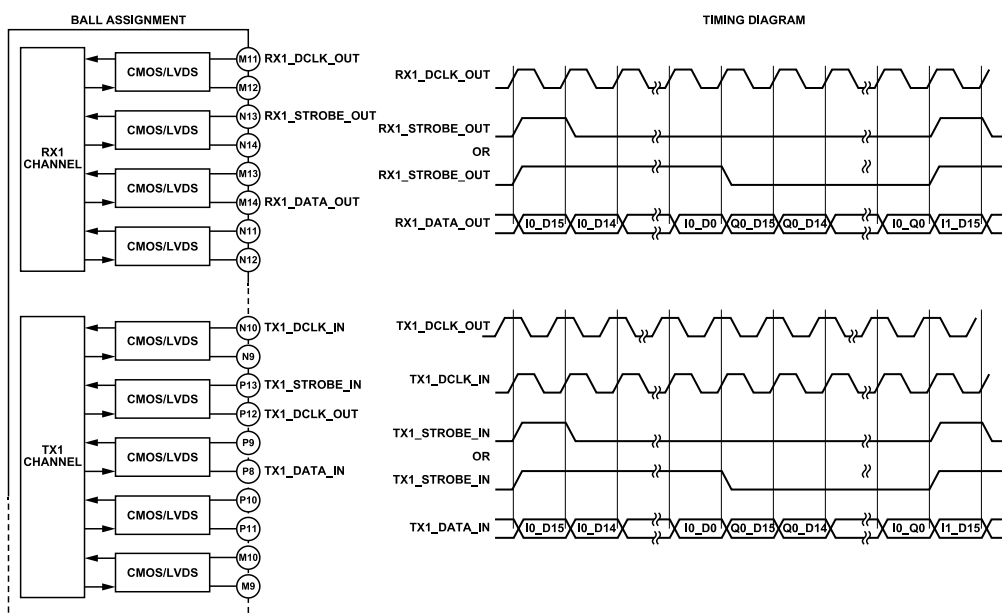 BALL ASSIGNMENT
RX1
CHANNEL
CMOS/LVDS
M11
RX1_DCLK_OUT
M12
CMOS/LVDS
N13
RX1_STROBE_OUT
N14
CMOS/LVDS
M13
M14
RX1_DATA_OUT
CMOS/LVDS
N11
N12
TX1
CHANNEL
CMOS/LVDS
N10
TX1_DCLK_IN
N9
CMOS/LVDS
P13
TX1_STROBE_IN
P12
TX1_DCLK_OUT
CMOS/LVDS
P9
P8
TX1_DATA_IN
CMOS/LVDS
P10
P11
CMOS/LVDS
M10
M9
TIMING DIAGRAM
RX1_DCLK_OUT
RX1_STROBE_OUT
OR
RX1_STROBE_OUT
RX1_DATA_OUT
I0_D15 I0_D14 I0_D0 Q0_D15 Q0_D14 I0_Q0 I1_D15
TX1_DCLK_OUT
TX1_DCLK_IN
TX1_STROBE_IN
OR
TX1_STROBE_IN
TX1_DATA_IN
I0_D15 I0_D14 I0_D0 Q0_D15 Q0_D14 I0_Q0 I1_D15